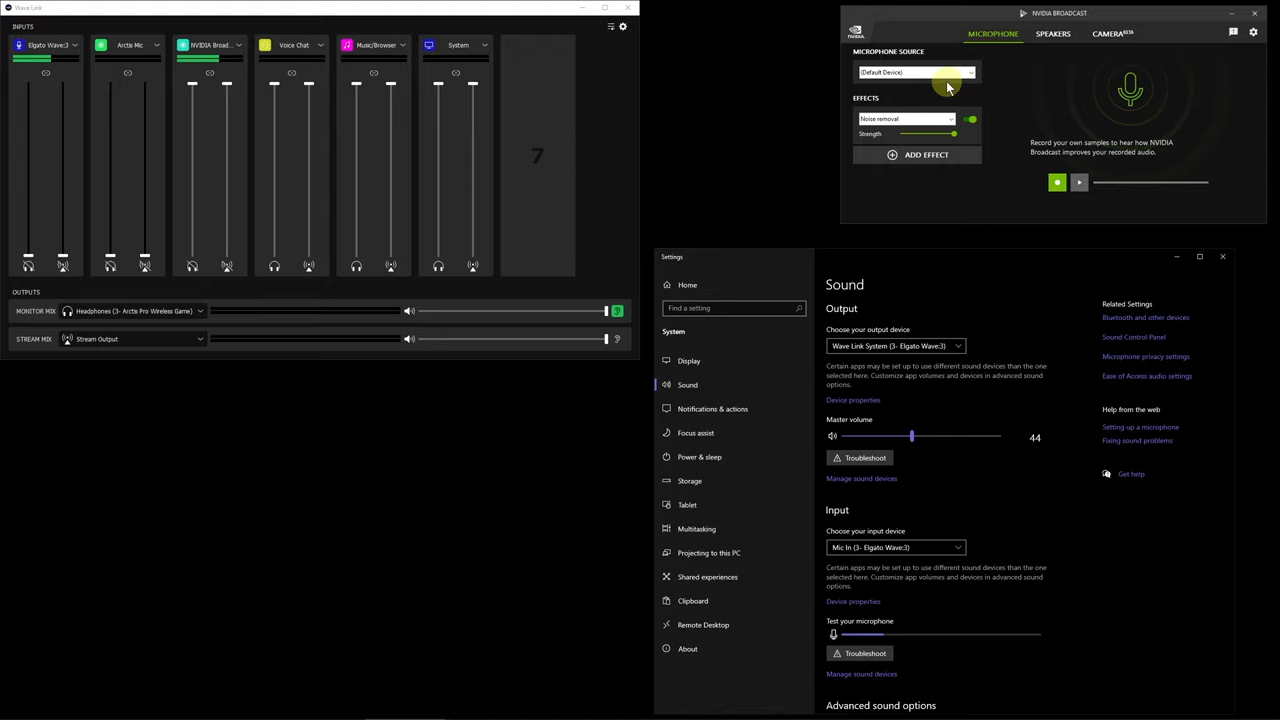 Wave Link
INPUTS
Elgato Wave:3
Arctis Mic
NVIDIA Broad...
Voice Chat
Music/Browser
System
7
OUTPUTS
MONITOR MIX
Headphones (3- Arctis Pro Wireless Game)
STREAM MIX
Stream Output
NVIDIA BROADCAST
NVIDIA.
MICROPHONE
SPEAKERS
CAMERA BETA
MICROPHONE SOURCE
(Default Device)
EFFECTS
Noise removal
Strength
ADD EFFECT
Record your own samples to hear how NVIDIA
Broadcast improves your recorded audio.
Settings
Home
Find a setting
System
Display
Sound
Notifications & actions
Focus assist
Power & sleep
Storage
Tablet
Multitasking
Projecting to this PC
Shared experiences
Clipboard
Remote Desktop
About
Sound
Output
Choose your output device
Wave Link System (3- Elgato Wave:3)
Certain apps may be set up to use different sound devices than the one
selected here. Customize app volumes and devices in advanced sound
options.
Device properties
Master volume
44
Troubleshoot
Manage sound devices
Input
Choose your input device
Mic In (3- Elgato Wave:3)
Certain apps may be set up to use different sound devices than the one
selected here. Customize app volumes and devices in advanced sound
options.
Device properties
Test your microphone
Troubleshoot
Manage sound devices
Advanced sound options
Related Settings
Bluetooth and other devices
Sound Control Panel
Microphone privacy settings
Ease of Access audio settings
Help from the web
Setting up a microphone
Fixing sound problems
Get help